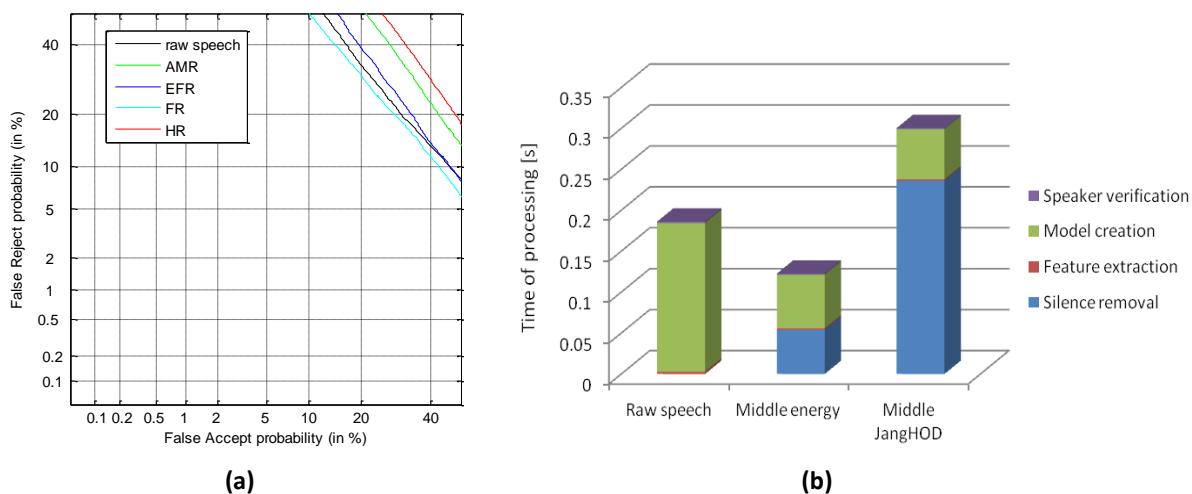 False Reject probability (in %)
40
20
10
5
2
1
0.5
0.2
0.1
raw speech
AMR
EFR
FR
HR
0.1 0.2 0.5 1 2 5 10 20 40
False Accept probability (in %)
(a)
Time of processing [s]
0.35
0.3
0.25
0.2
0.15
0.1
0.05
0
Raw speech
Middle energy
Middle
JangHOD
Speaker verification
Model creation
Feature extraction
Silence removal
(b)